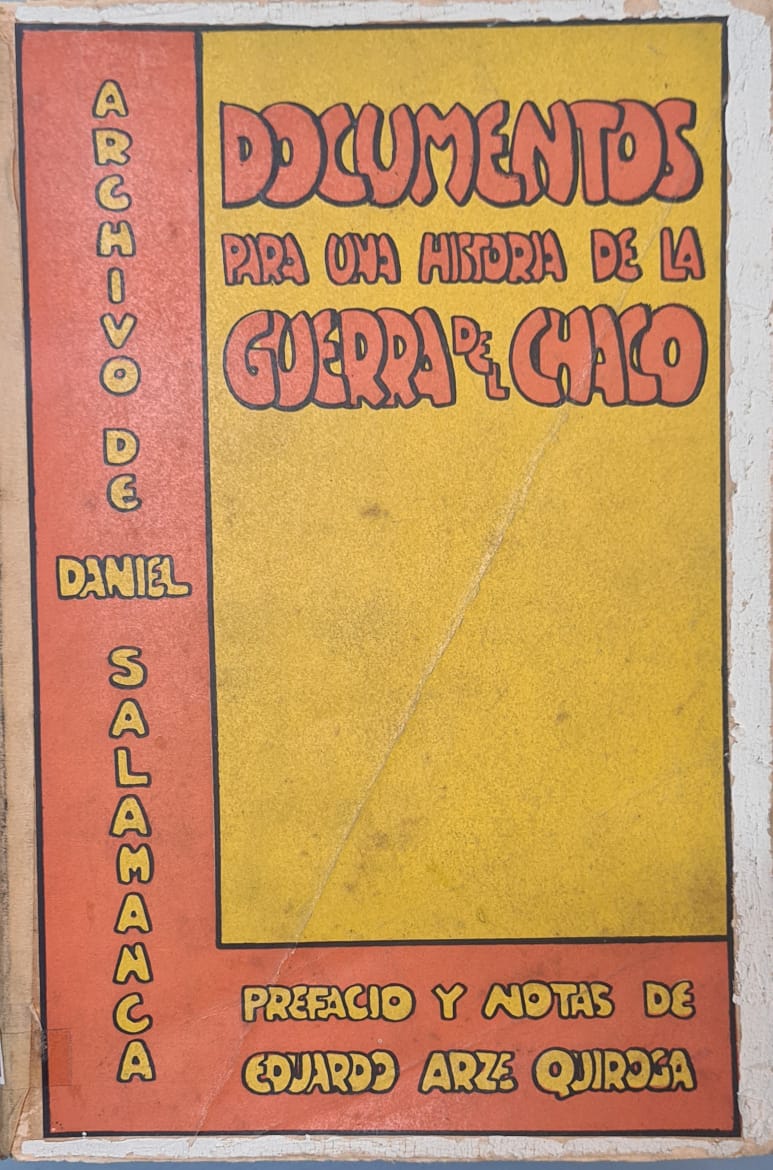 ARCHIVO DE DANIEL SALAMANCA
DOCUMENTOS
PARA UNA HISTORIA DE LA
GUERRA DEL CHACO
PREFACIO Y NOTAS DE
EDUARDO ARZE QUIROGA